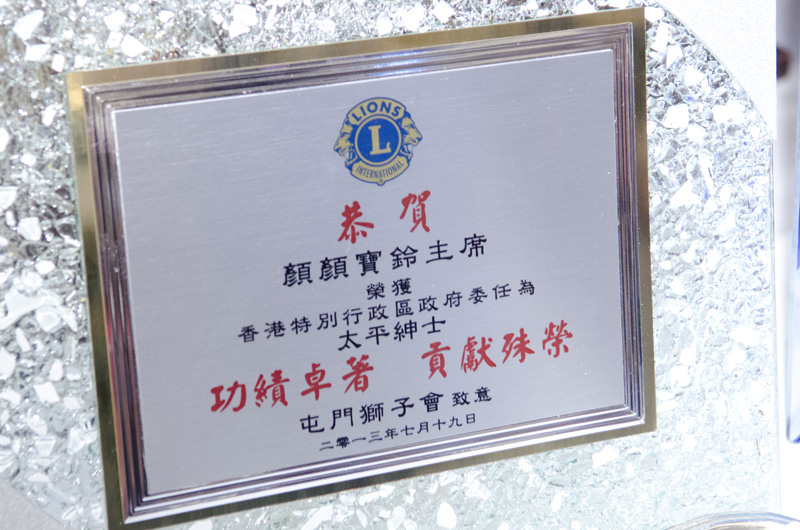 LIONS
L
INTERNATIONAL
恭賀
顏顏寶鈴主席
榮獲
香港特別行政區政府委任為
太平紳士
功績卓著 貢獻殊榮
屯門獅子會 致意
二零一三年七月十九日